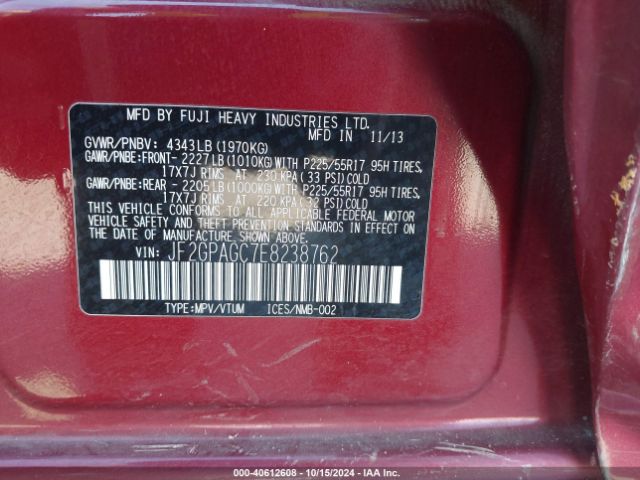 MFD BY FUJI HEAVY INDUSTRIES LTD.
MFD IN 11/13
GVWR/PNBV: 4343LB (1970KG)
GAWR/PNBE:FRONT- 2227LB(1010KG)WITH P225/55R17 95H TIRES,
17X7J RIMS AT 230 KPA(33 PSI)COLD
GAWR/PNBE:REAR - 2205LB(1000KG)WITH P225/55R17 95H TIRES,
17X7J RIMS AT 220 KPA(32 PSI)COLD
THIS VEHICLE CONFORMS TO ALL APPLICABLE FEDERAL MOTOR
VEHICLE SAFETY AND THEFT PREVENTION STANDARDS IN EFFECT ON
THE DATE OF MANUFACTURE SHOWN ABOVE.
VIN: JF2GPAGC7E8238762
TYPE:MPV/VTUM ICES/NMB-002
000-40612608 - 10/15/2024 - IAA Inc.